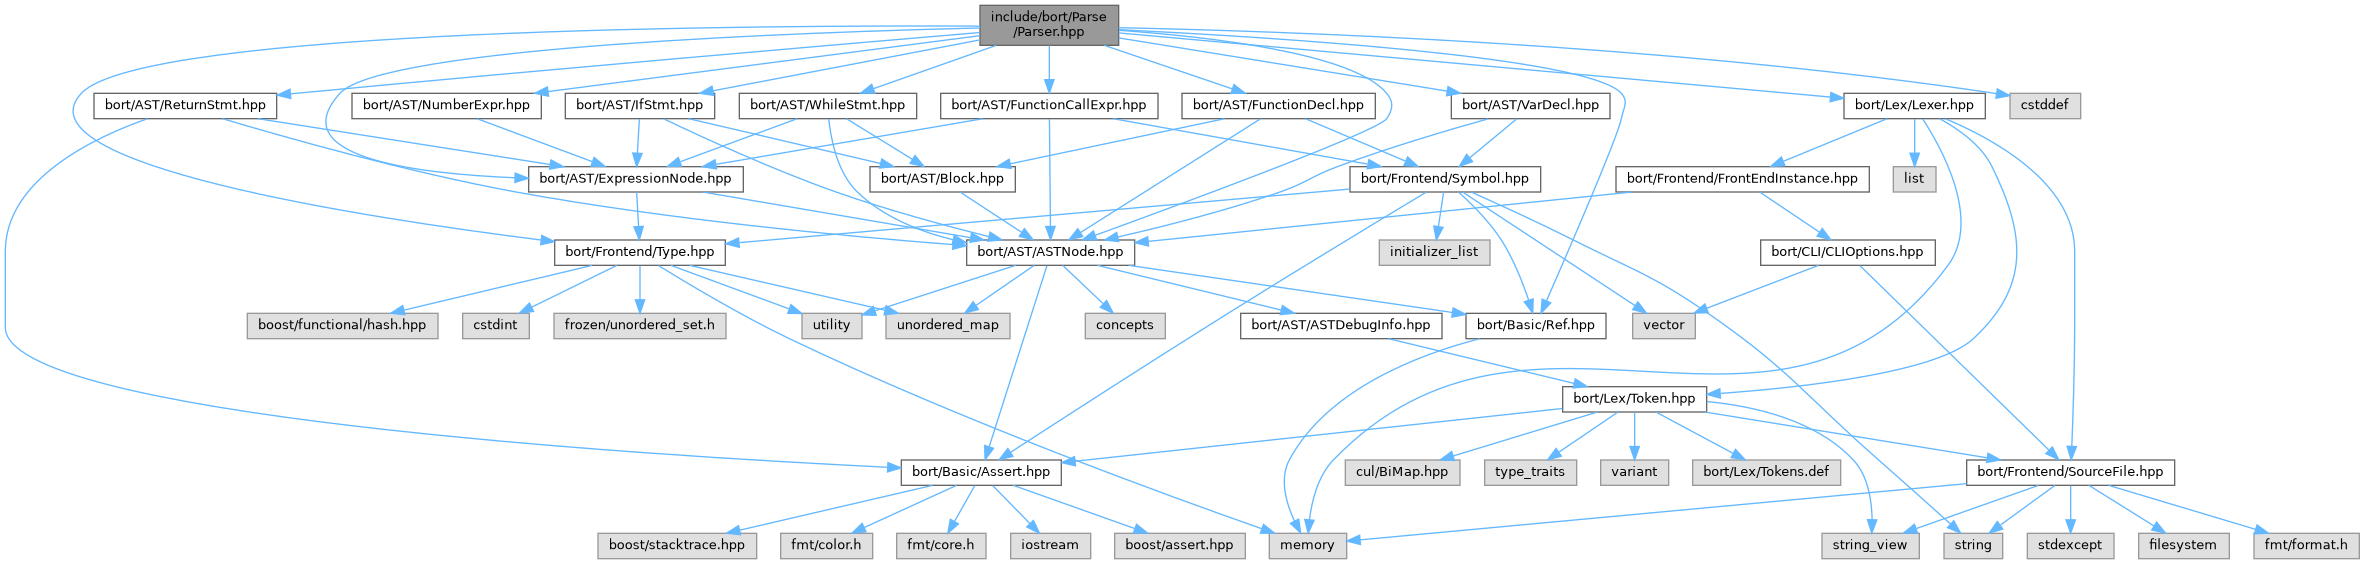 include/bort/Parse
/Parser.hpp
bort/AST/ReturnStmt.hpp
bort/AST/NumberExpr.hpp
bort/AST/IfStmt.hpp
bort/AST/WhileStmt.hpp
bort/AST/FunctionCallExpr.hpp
bort/AST/FunctionDecl.hpp
bort/AST/VarDecl.hpp
bort/Lex/Lexer.hpp
cstddef
bort/AST/ExpressionNode.hpp
bort/AST/Block.hpp
bort/Frontend/Symbol.hpp
bort/Frontend/FrontEndInstance.hpp
list
bort/Frontend/Type.hpp
bort/AST/ASTNode.hpp
initializer_list
bort/CLI/CLIOptions.hpp
boost/functional/hash.hpp
cstdint
frozen/unordered_set.h
utility
unordered_map
concepts
bort/AST/ASTDebugInfo.hpp
bort/Basic/Ref.hpp
vector
bort/Lex/Token.hpp
bort/Basic/Assert.hpp
cul/BiMap.hpp
type_traits
variant
bort/Lex/Tokens.def
bort/Frontend/SourceFile.hpp
boost/stacktrace.hpp
fmt/color.h
fmt/core.h
iostream
boost/assert.hpp
memory
string_view
string
stdexcept
filesystem
fmt/format.h